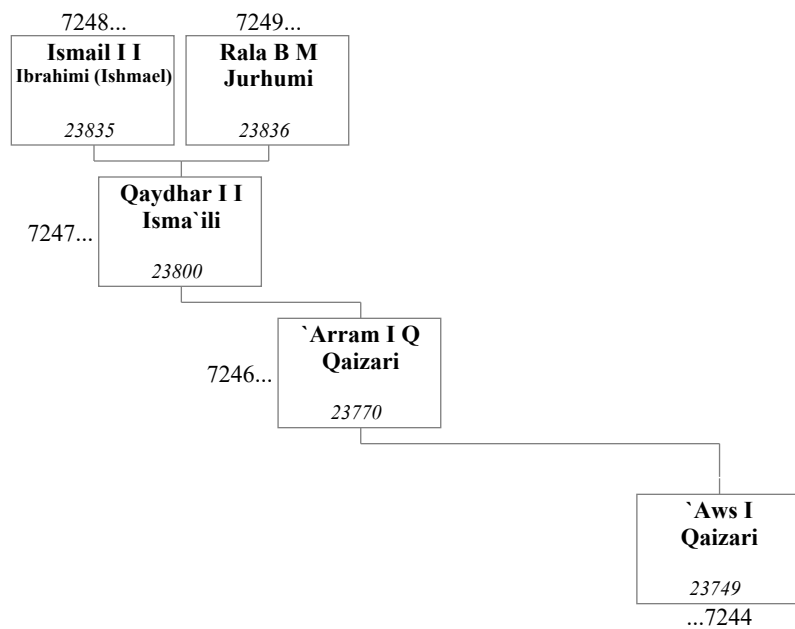 7248...
7249...
Ismail I I
Ibrahimi (Ishmael)
23835
Rala B M
Jurhumi
23836
Qaydhar I I
Isma`ili
7247...
23800
`Arram I Q
Qaizari
7246...
23770
`Aws I
Qaizari
23749
...7244